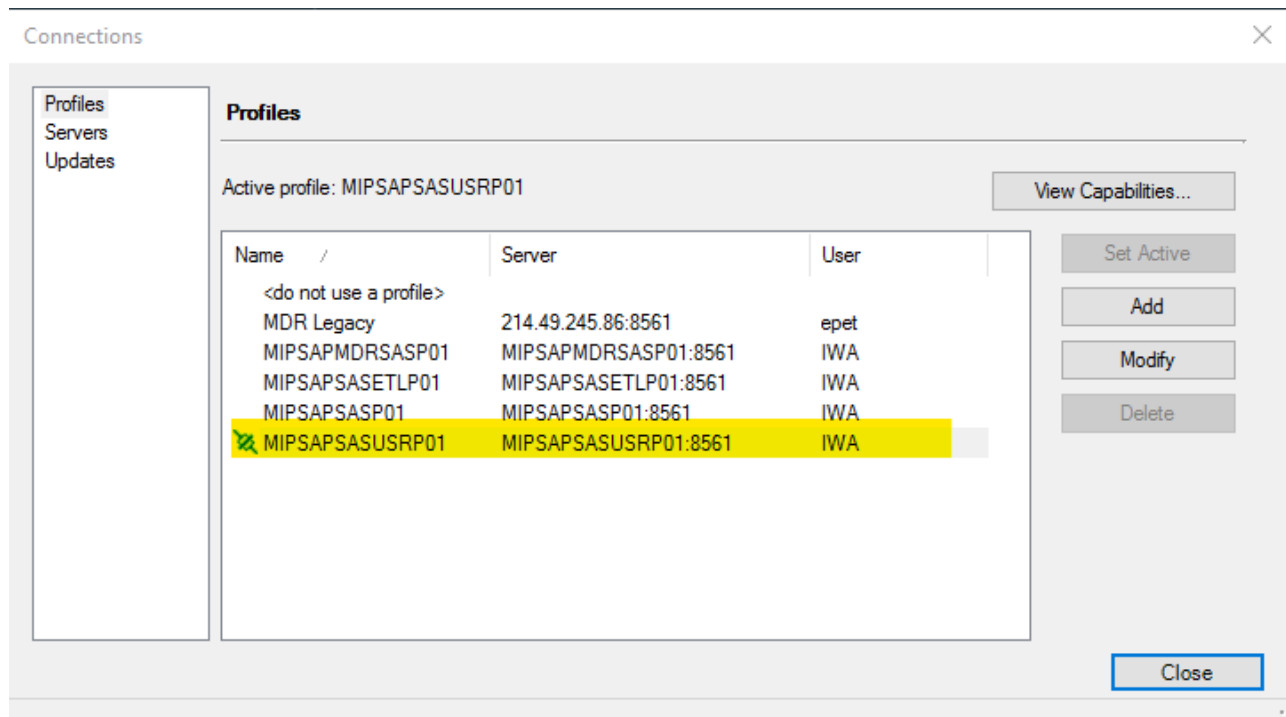 Connections
Profiles
Servers
Updates
Profiles
Active profile: MIPSAPSASUSRP01
View Capabilities...
Name / Server User
<do not use a profile>
MDR Legacy 214.49.245.86:8561 epet
MIPSAPMDRSASP01 MIPSAPMDRSASP01:8561 IWA
MIPSAPSASETLP01 MIPSAPSASETLP01:8561 IWA
MIPSAPSASP01 MIPSAPSASP01:8561 IWA
MIPSAPSASUSRP01 MIPSAPSASUSRP01:8561 IWA
Set Active
Add
Modify
Delete
Close